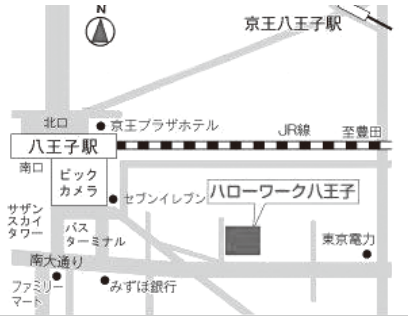 N
京王八王子駅
北口
京王プラザホテル
JR線
至豊田
八王子駅
南口
ビック
カメラ
セブンイレブン
ハローワーク八王子
サザン
スカイ
タワー
バス
ターミナル
東京電力
南大通り
ファミリー
マート
みずほ銀行